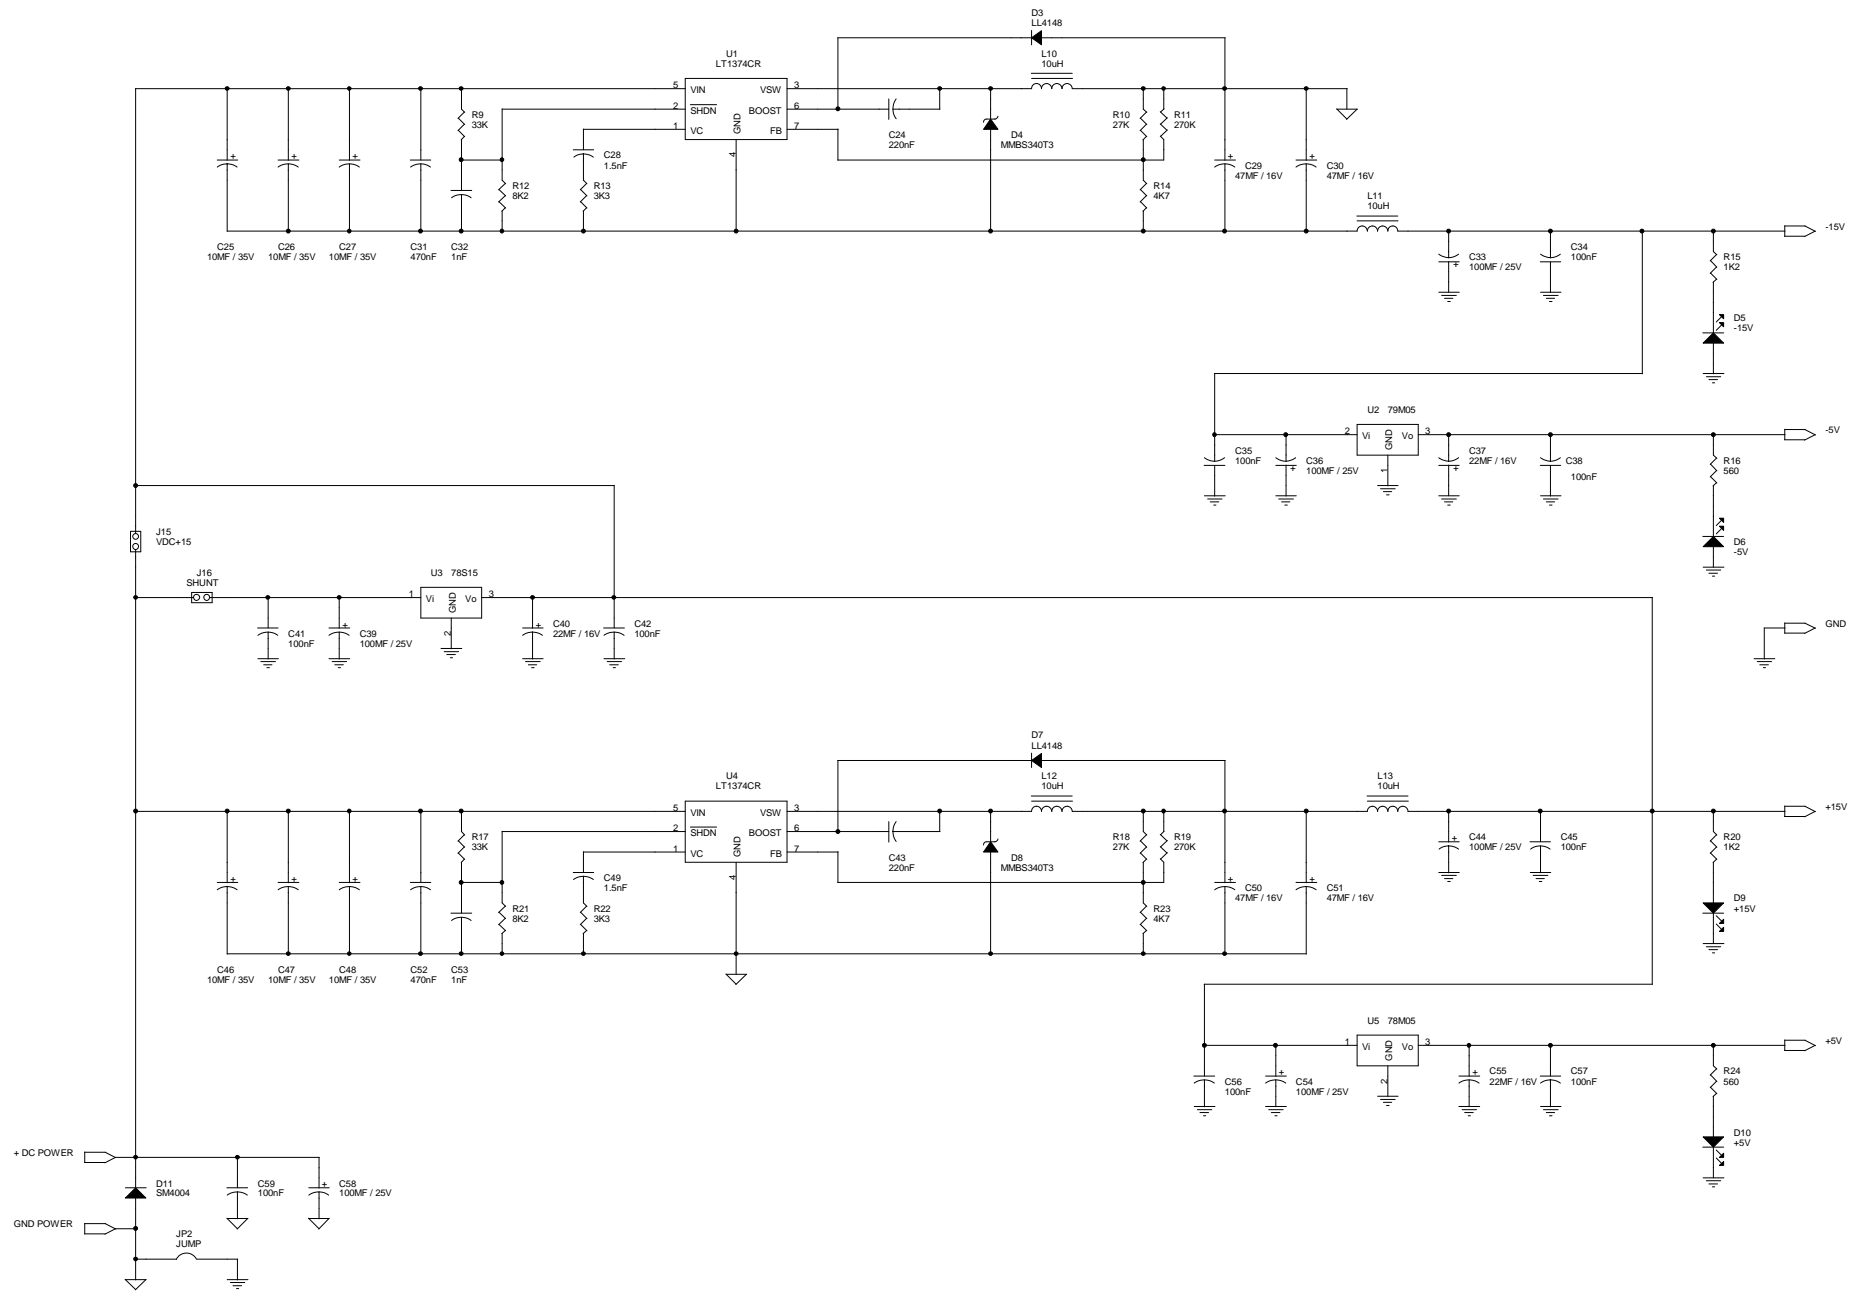 D3
LL4148
U1
LT1374CR
L10
10uH
5
VIN
VSW
3
2
SHDN
BOOST
6
1
VC
GND
FB
7
4
R9
33K
C28
1.5nF
R12
8K2
R13
3K3
C24
220nF
D4
MMBS340T3
R10
27K
R11
270K
R14
4K7
C29
47MF / 16V
C30
47MF / 16V
L11
10uH
C25
10MF / 35V
C26
10MF / 35V
C27
10MF / 35V
C31
470nF
C32
1nF
C33
100MF / 25V
C34
100nF
R15
1K2
-15V
D5
-15V
U2 79M05
2
Vi
GND
Vo
3
1
C35
100nF
C36
100MF / 25V
C37
22MF / 16V
C38
100nF
R16
560
-5V
D6
-5V
J15
VDC+15
J16
SHUNT
U3 78S15
1
Vi
GND
Vo
3
2
C41
100nF
C39
100MF / 25V
C40
22MF / 16V
C42
100nF
GND
D7
LL4148
U4
LT1374CR
L12
10uH
L13
10uH
5
VIN
VSW
3
2
SHDN
BOOST
6
1
VC
GND
FB
7
4
R17
33K
C49
1.5nF
R21
8K2
R22
3K3
C43
220nF
D8
MMBS340T3
R18
27K
R19
270K
R23
4K7
C50
47MF / 16V
C51
47MF / 16V
C44
100MF / 25V
C45
100nF
R20
1K2
+15V
D9
+15V
C46
10MF / 35V
C47
10MF / 35V
C48
10MF / 35V
C52
470nF
C53
1nF
U5 78M05
1
Vi
GND
Vo
3
2
C56
100nF
C54
100MF / 25V
C55
22MF / 16V
C57
100nF
R24
560
+5V
D10
+5V
+ DC POWER
D11
SM4004
C59
100nF
C58
100MF / 25V
GND POWER
JP2
JUMP